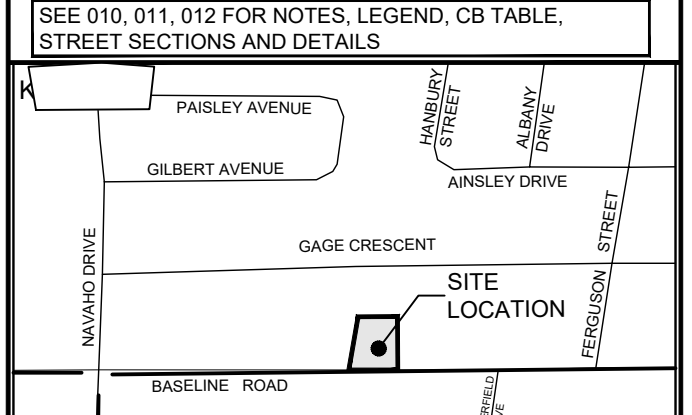 SEE 010, 011, 012 FOR NOTES, LEGEND, CB TABLE,
STREET SECTIONS AND DETAILS
K
PAISLEY AVENUE
HANBURY
STREET
ALBANY
DRIVE
GILBERT AVENUE
AINSLEY DRIVE
NAVAHO DRIVE
GAGE CRESCENT
FERGUSON STREET
SITE
LOCATION
BASELINE ROAD